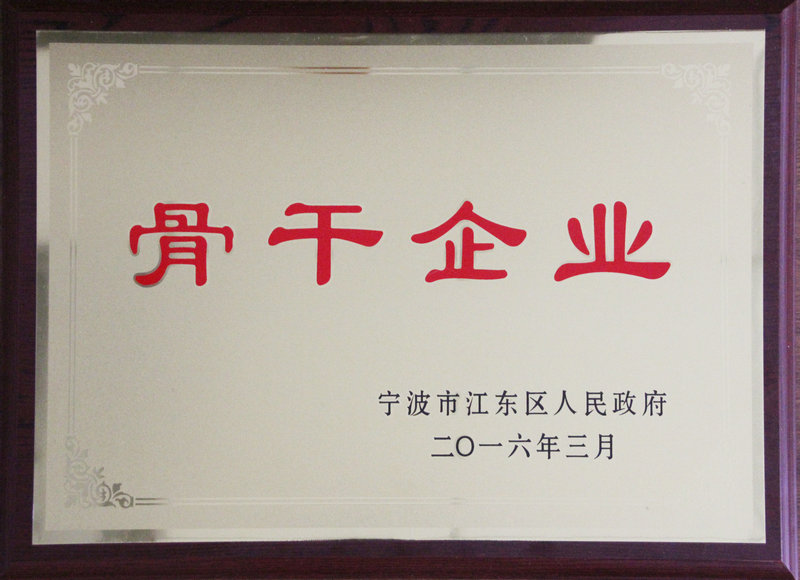 骨干企业
宁波市江东区人民政府
二〇一六年三月